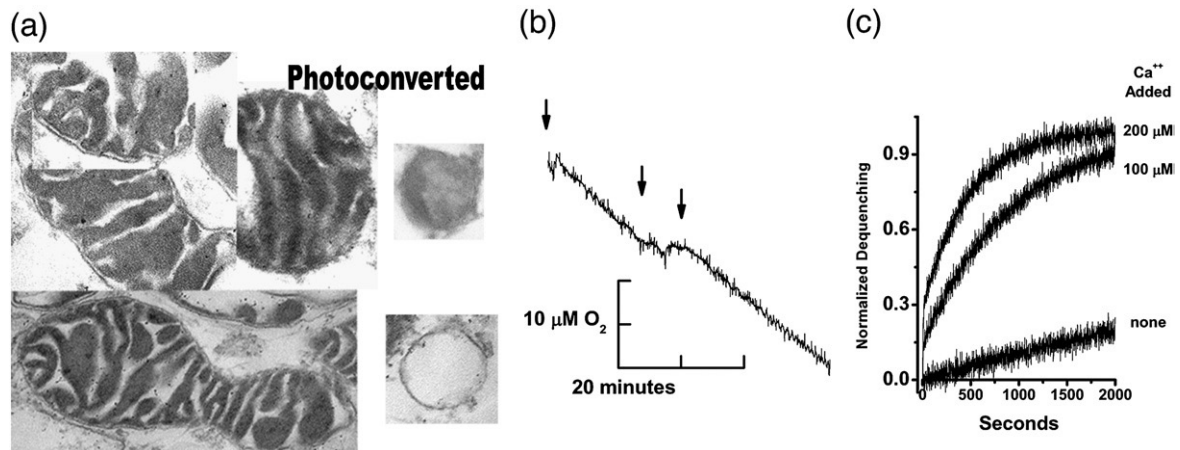 (a)
Photoconverted
(b)
10 µM O₂
20 minutes
(c)
Ca⁺⁺
Added
200 µM
100 µM
none
Normalized Dequenching
0.9
0.6
0.3
0.0
0 500 1000 1500 2000
Seconds